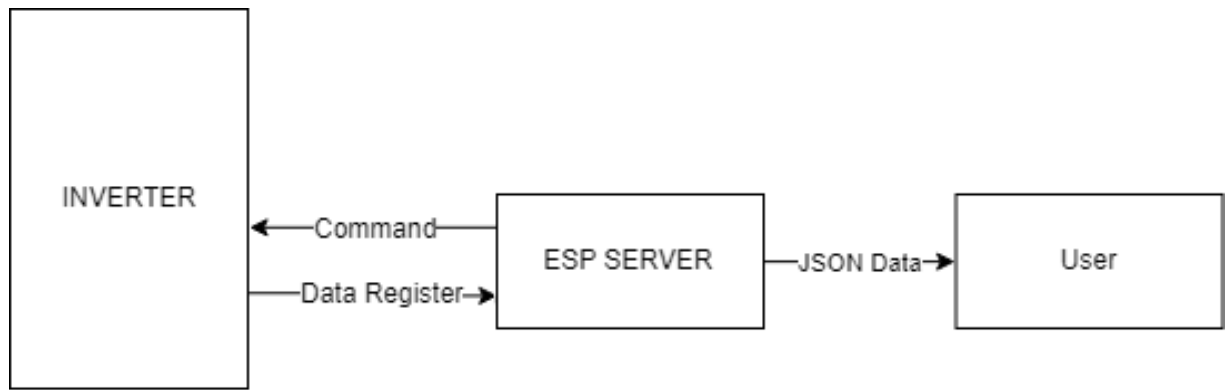 INVERTER
Command
Data Register
ESP SERVER
JSON Data
User